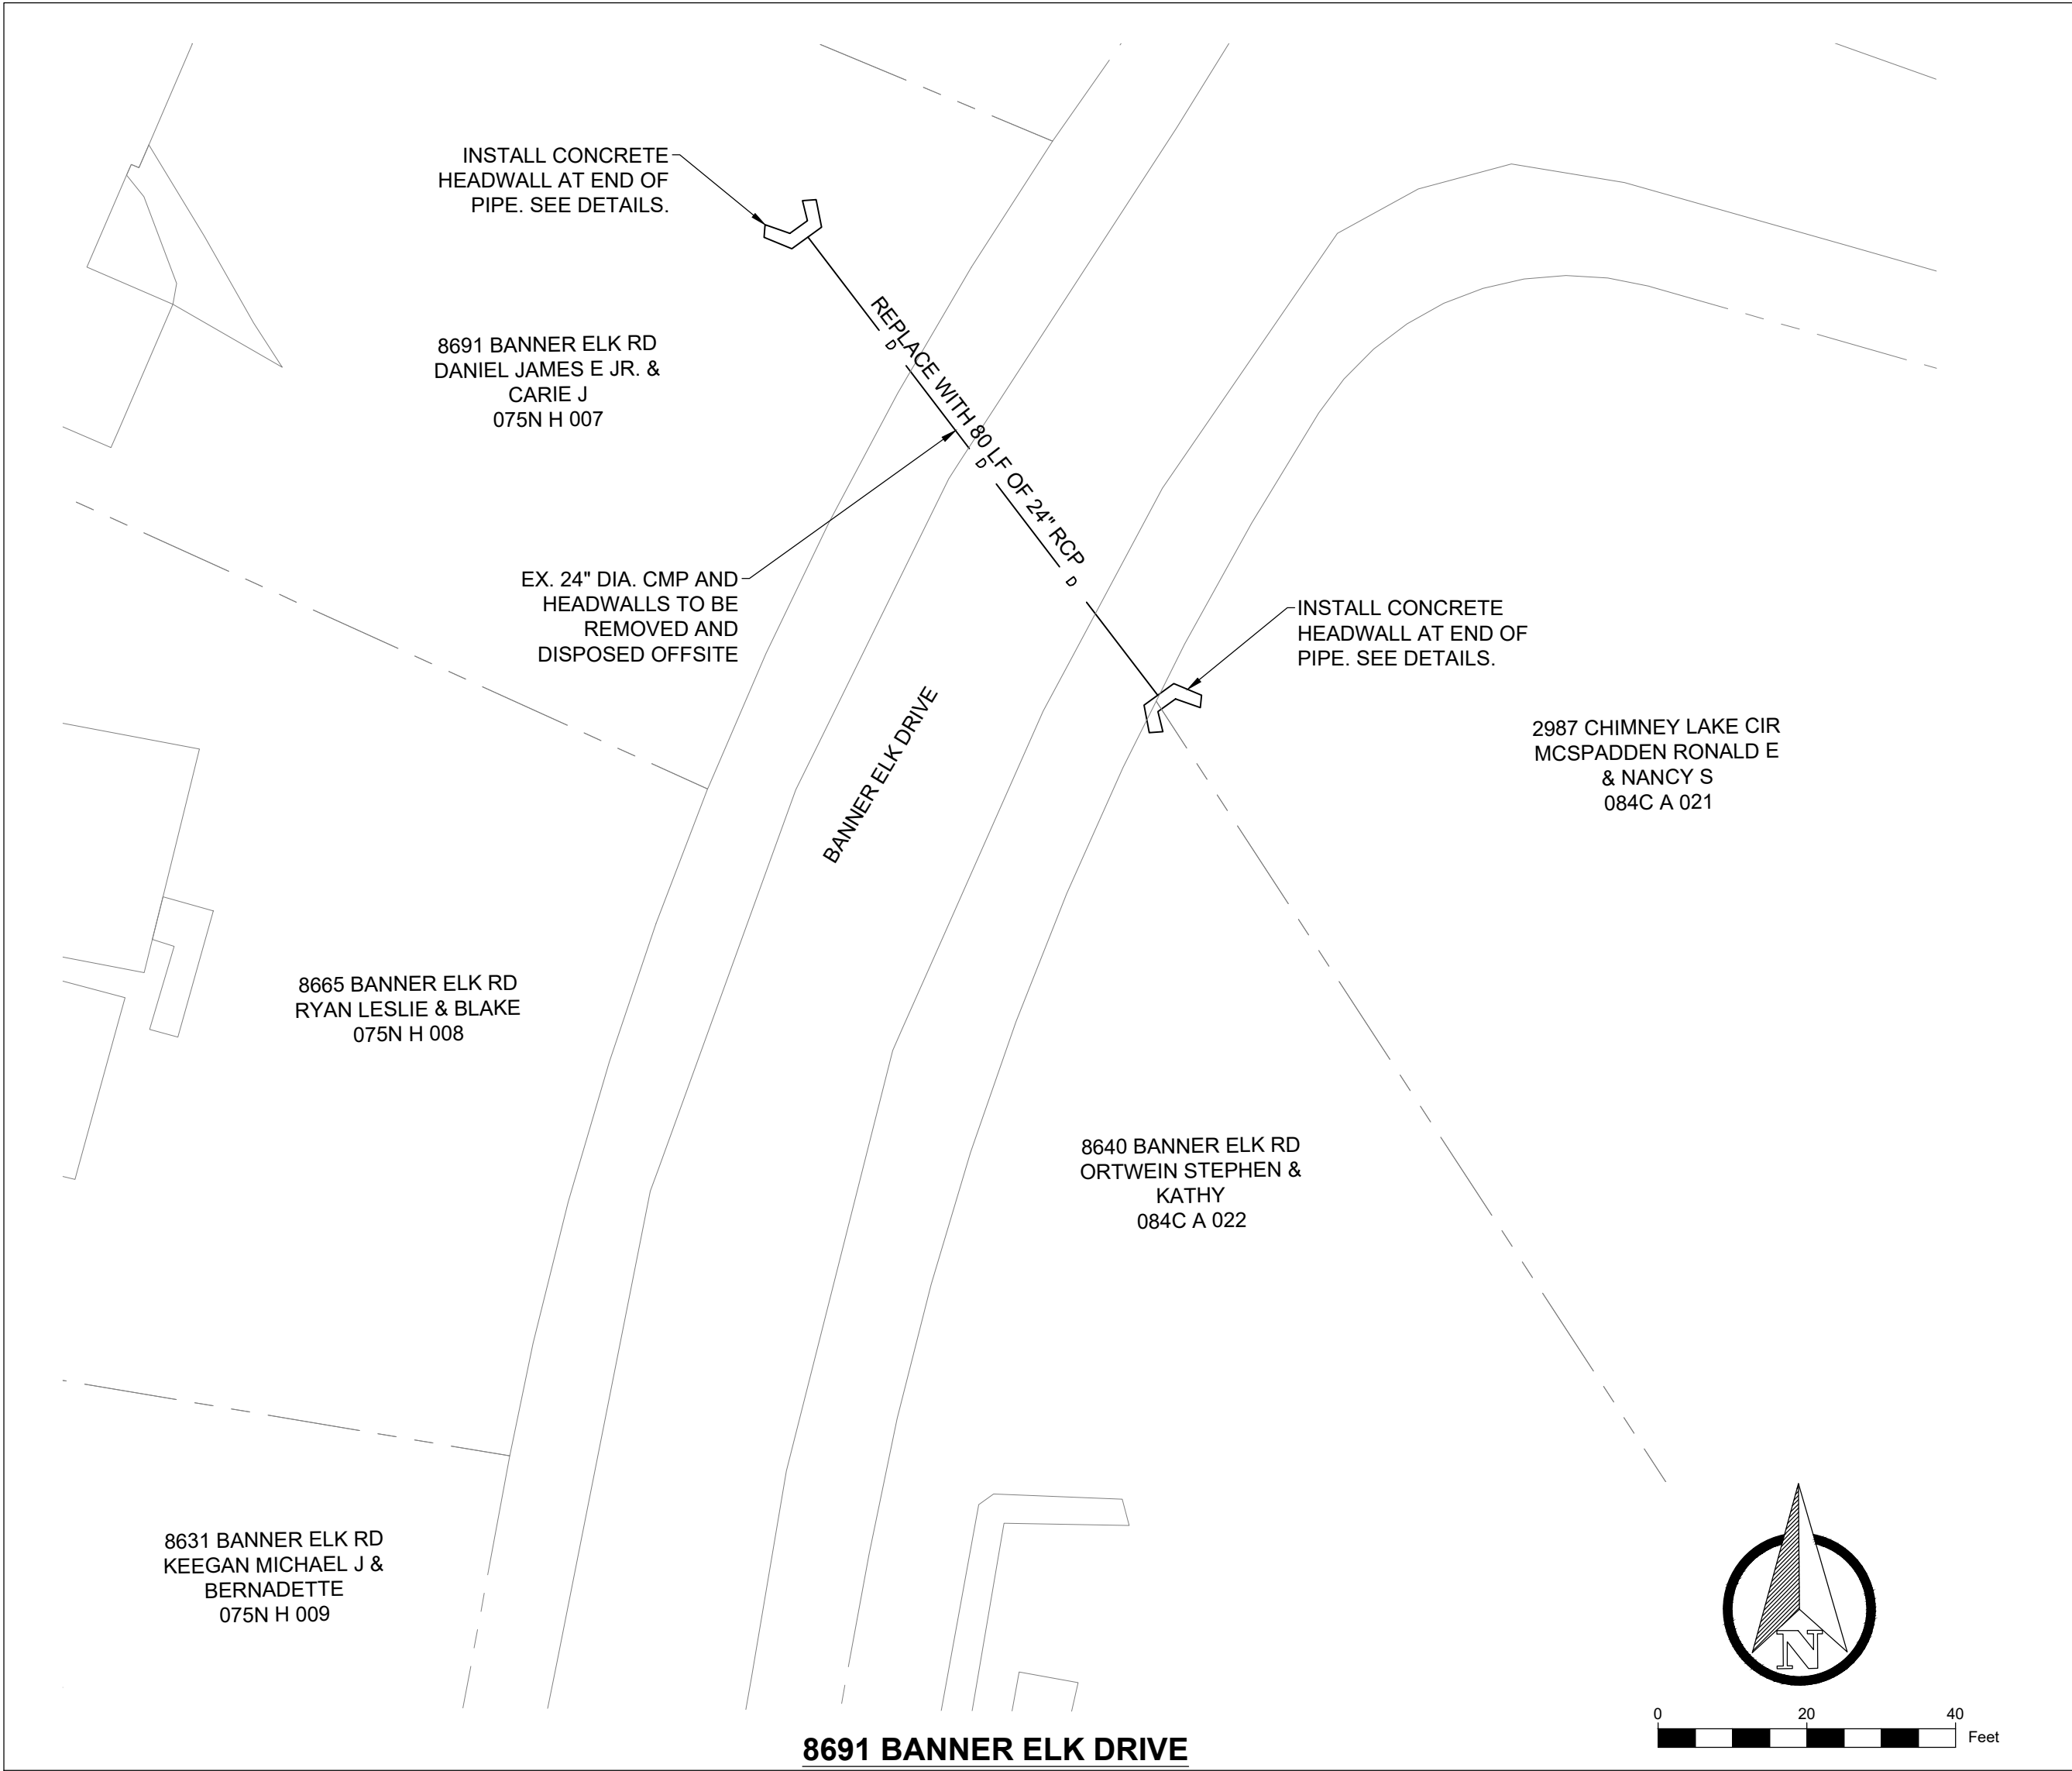 INSTALL CONCRETE
HEADWALL AT END OF
PIPE. SEE DETAILS.
8691 BANNER ELK RD
DANIEL JAMES E JR. &
CARIE J
075N H 007
REPLACE WITH 80 LF OF 24" RCP
D
D
D
EX. 24" DIA. CMP AND
HEADWALLS TO BE
REMOVED AND
DISPOSED OFFSITE
INSTALL CONCRETE
HEADWALL AT END OF
PIPE. SEE DETAILS.
BANNER ELK DRIVE
2987 CHIMNEY LAKE CIR
MCSPADDEN RONALD E
& NANCY S
084C A 021
8665 BANNER ELK RD
RYAN LESLIE & BLAKE
075N H 008
8640 BANNER ELK RD
ORTWEIN STEPHEN &
KATHY
084C A 022
8631 BANNER ELK RD
KEEGAN MICHAEL J &
BERNADETTE
075N H 009
N
0 20 40
Feet
8691 BANNER ELK DRIVE